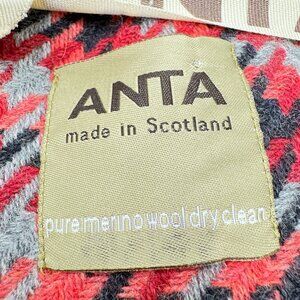 ANTA
made in Scotland
pure merino wool dry clean